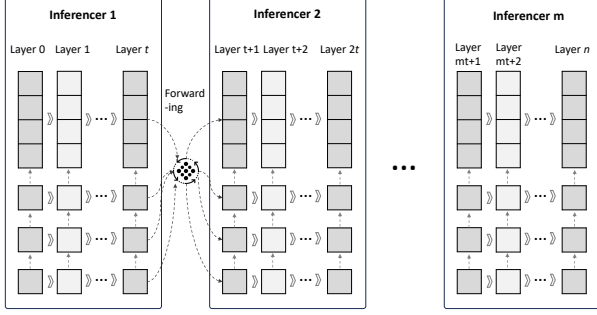 Inferencer 1
Inferencer 2
Inferencer m
Layer 0
Layer 1
Layer t
Forward
-ing
Layer t+1
Layer t+2
Layer 2t
Layer
mt+1
Layer
mt+2
Layer n